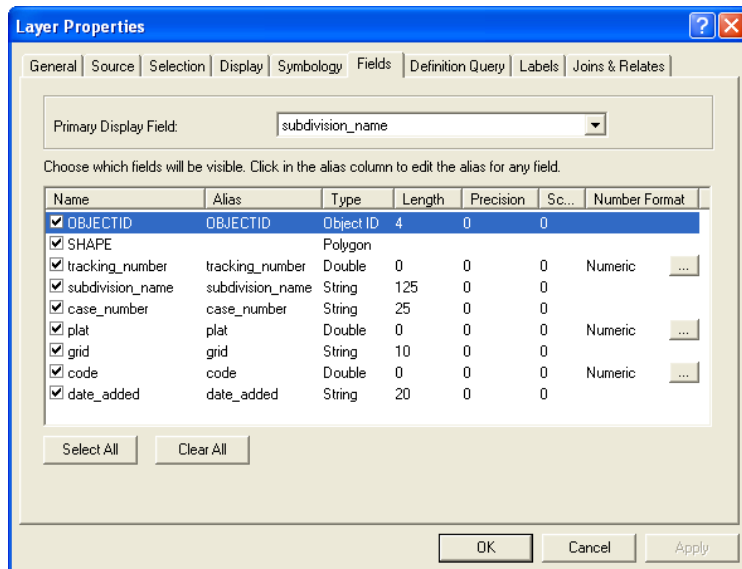 Layer Properties
General Source Selection Display Symbology Fields Definition Query Labels Joins & Relates
Primary Display Field: subdivision_name
Choose which fields will be visible. Click in the alias column to edit the alias for any field.
Name Alias Type Length Precision Sc... Number Format
OBJECTID OBJECTID Object ID 4 0 0
SHAPE Polygon
tracking_number tracking_number Double 0 0 0 Numeric ...
subdivision_name subdivision_name String 125 0 0
case_number case_number String 25 0 0
plat plat Double 0 0 0 Numeric ...
grid grid String 10 0 0
code code Double 0 0 0 Numeric ...
date_added date_added String 20 0 0
Select All Clear All
OK Cancel Apply